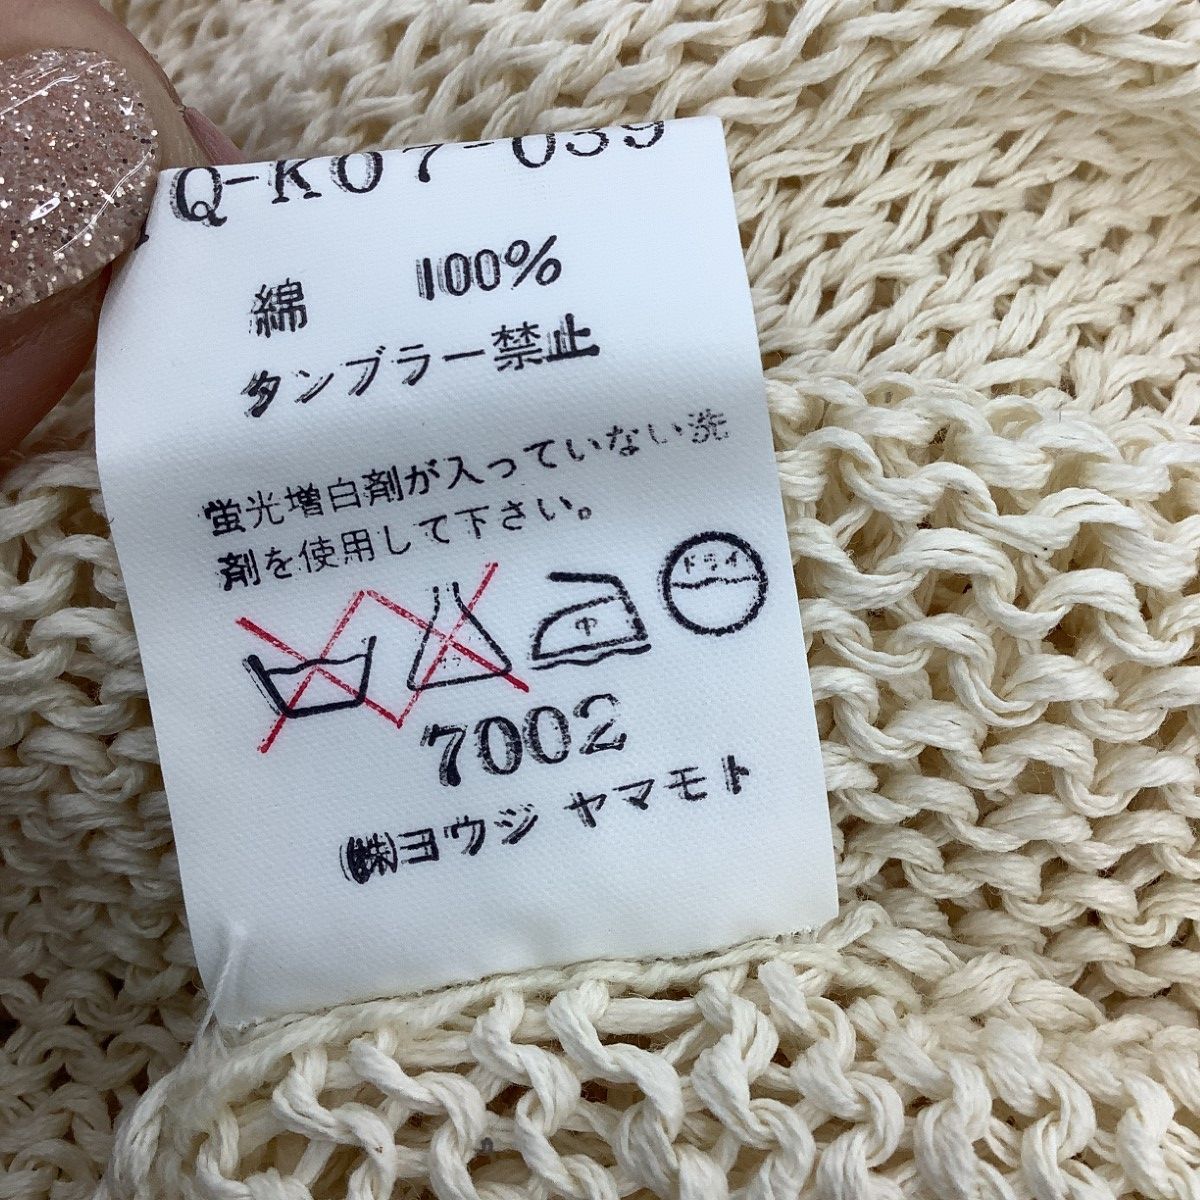 Q-K07-039
綿 100%
タンブラー禁止
蛍光増白剤が入っていない洗
剤を使用して下さい。
中
ドライ
7002
(株)ヨウジ ヤマモト